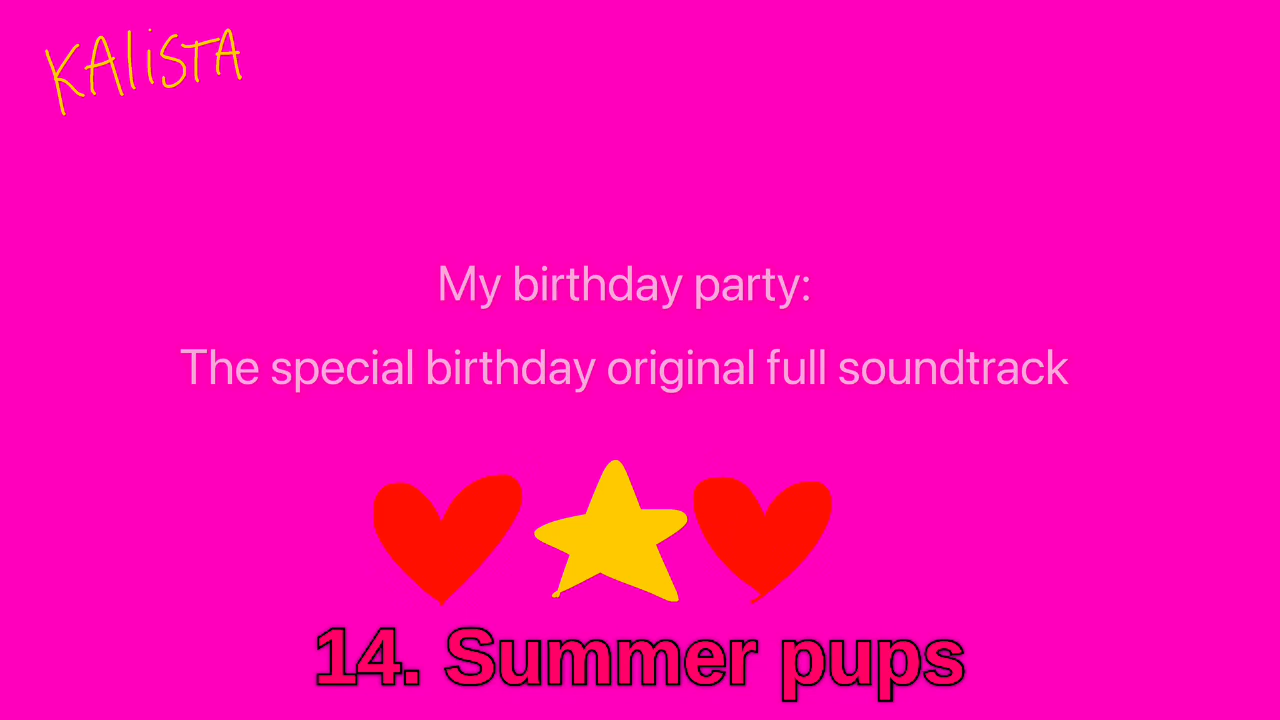 KAliSTA
My birthday party:
The special birthday original full soundtrack
14. Summer pups